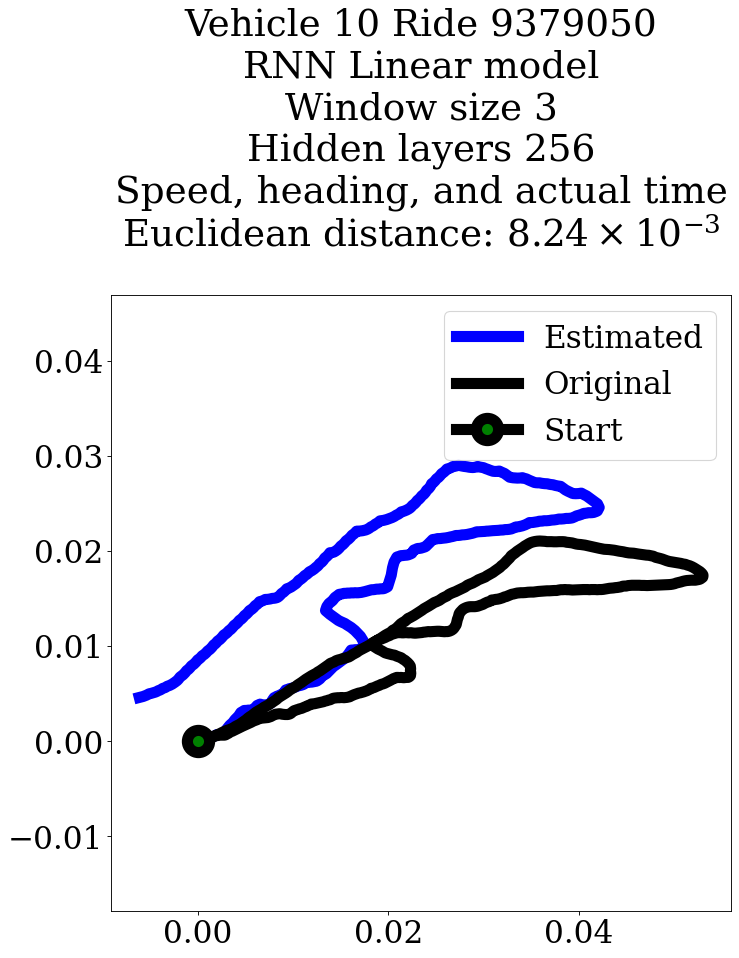 Vehicle 10 Ride 9379050
RNN Linear model
Window size 3
Hidden layers 256
Speed, heading, and actual time
Euclidean distance: 8.24 × 10⁻³
Estimated
Original
Start
0.04
0.03
0.02
0.01
0.00
−0.01
0.00
0.02
0.04